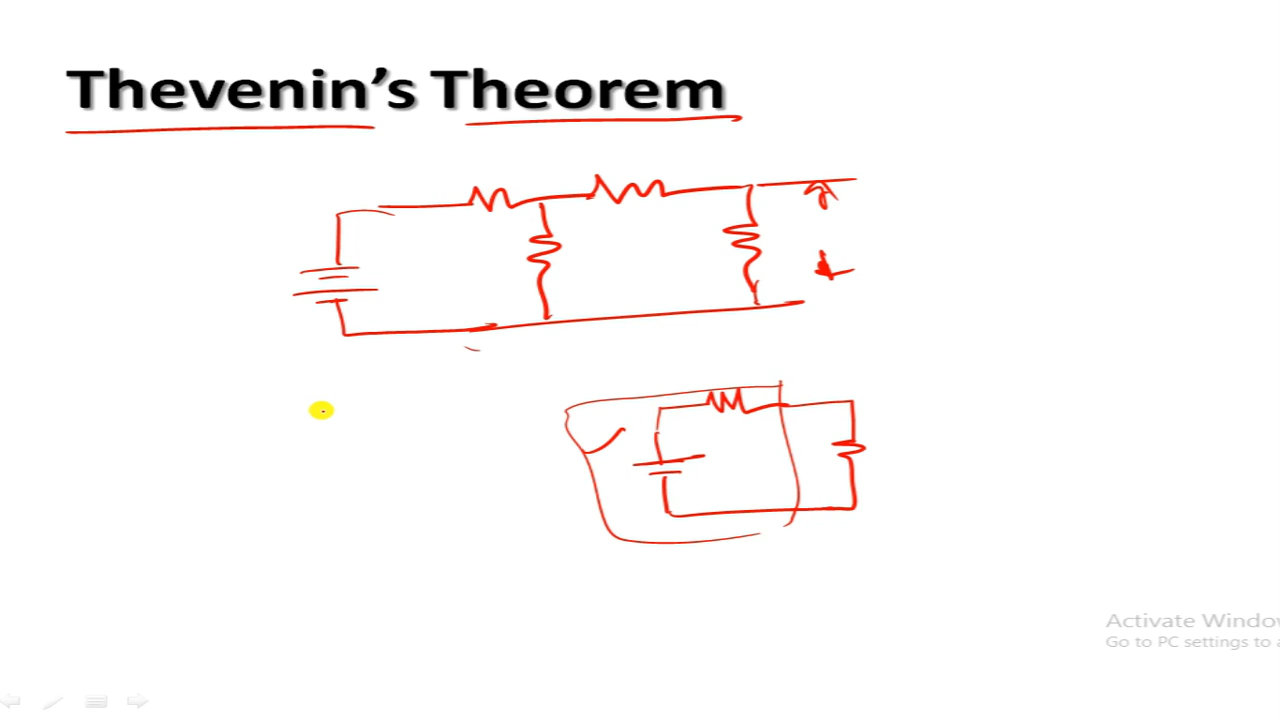 Thevenin’s Theorem
Activate Window
Go to PC settings to a